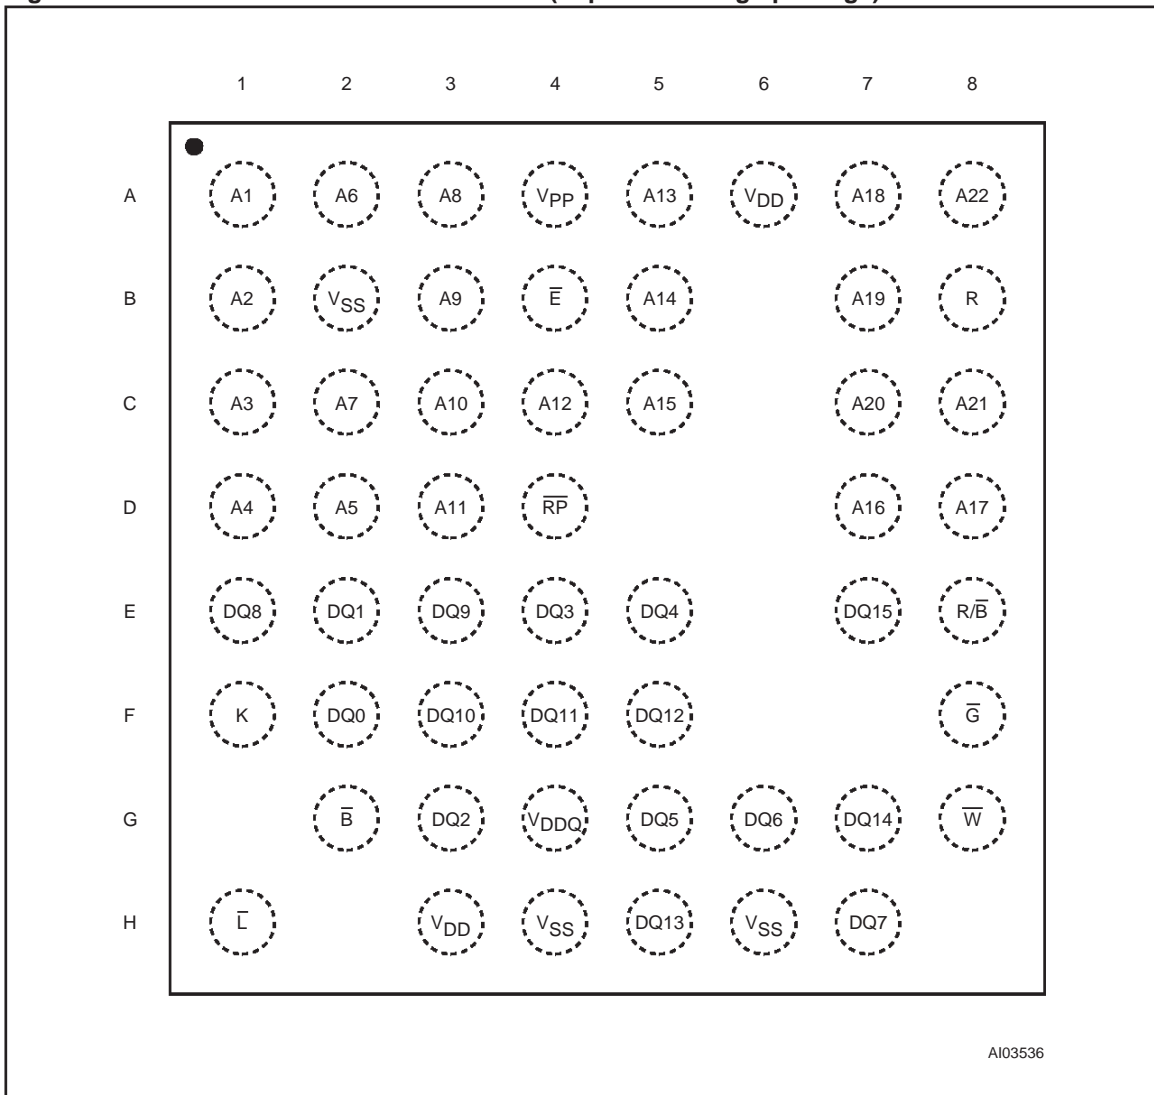 1 2 3 4 5 6 7 8
A A1 A6 A8 VPP A13 VDD A18 A22
B A2 VSS A9 E̅ A14 A19 R
C A3 A7 A10 A12 A15 A20 A21
D A4 A5 A11 R̅P̅ A16 A17
E DQ8 DQ1 DQ9 DQ3 DQ4 DQ15 R/B̅
F K DQ0 DQ10 DQ11 DQ12 G̅
G B̅ DQ2 VDDQ DQ5 DQ6 DQ14 W̅
H L̅ VDD VSS DQ13 VSS DQ7
AI03536